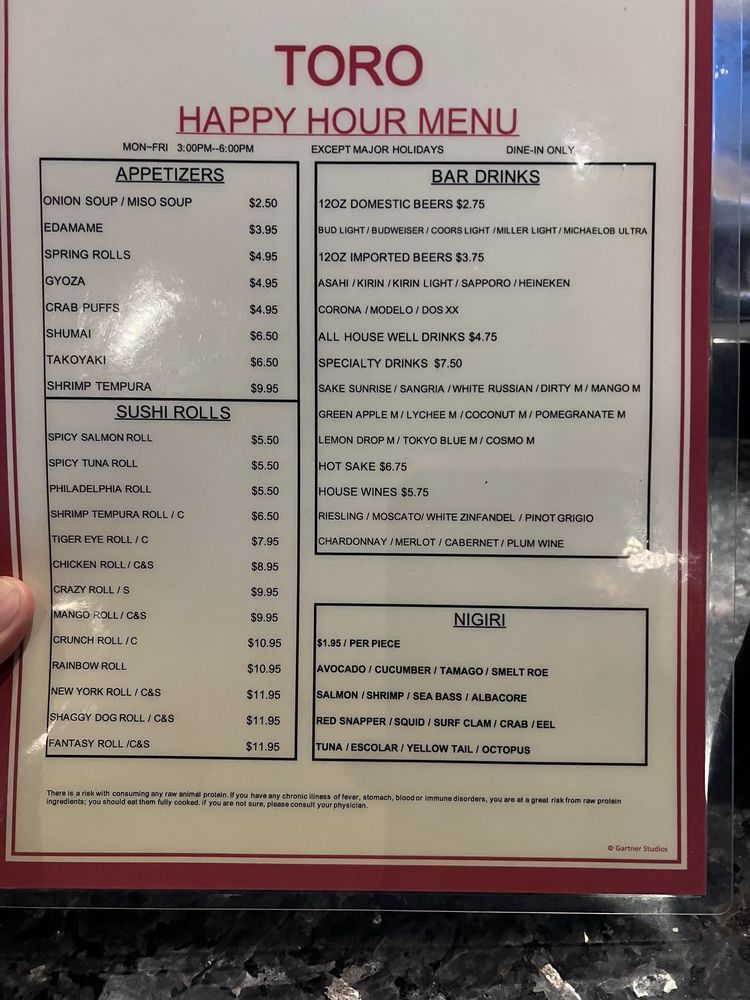 TORO
HAPPY HOUR MENU
MON~FRI 3:00PM--6:00PM EXCEPT MAJOR HOLIDAYS DINE-IN ONLY
APPETIZERS
ONION SOUP / MISO SOUP $2.50
EDAMAME $3.95
SPRING ROLLS $4.95
GYOZA $4.95
CRAB PUFFS $4.95
SHUMAI $6.50
TAKOYAKI $6.50
SHRIMP TEMPURA $9.95
SUSHI ROLLS
SPICY SALMON ROLL $5.50
SPICY TUNA ROLL $5.50
PHILADELPHIA ROLL $5.50
SHRIMP TEMPURA ROLL / C $6.50
TIGER EYE ROLL / C $7.95
CHICKEN ROLL / C&S $8.95
CRAZY ROLL / S $9.95
MANGO ROLL / C&S $9.95
CRUNCH ROLL / C $10.95
RAINBOW ROLL $10.95
NEW YORK ROLL / C&S $11.95
SHAGGY DOG ROLL / C&S $11.95
FANTASY ROLL /C&S $11.95
BAR DRINKS
12OZ DOMESTIC BEERS $2.75
BUD LIGHT / BUDWEISER / COORS LIGHT / MILLER LIGHT / MICHAELOB ULTRA
12OZ IMPORTED BEERS $3.75
ASAHI / KIRIN / KIRIN LIGHT / SAPPORO / HEINEKEN
CORONA / MODELO / DOS XX
ALL HOUSE WELL DRINKS $4.75
SPECIALTY DRINKS $7.50
SAKE SUNRISE / SANGRIA / WHITE RUSSIAN / DIRTY M / MANGO M
GREEN APPLE M / LYCHEE M / COCONUT M / POMEGRANATE M
LEMON DROP M / TOKYO BLUE M / COSMO M
HOT SAKE $6.75
HOUSE WINES $5.75
RIESLING / MOSCATO/ WHITE ZINFANDEL / PINOT GRIGIO
CHARDONNAY / MERLOT / CABERNET / PLUM WINE
NIGIRI
$1.95 / PER PIECE
AVOCADO / CUCUMBER / TAMAGO / SMELT ROE
SALMON / SHRIMP / SEA BASS / ALBACORE
RED SNAPPER / SQUID / SURF CLAM / CRAB / EEL
TUNA / ESCOLAR / YELLOW TAIL / OCTOPUS
There is a risk with consuming any raw animal protein. If you have any chronic illness of fever, stomach, blood or immune disorders, you are at a great risk from raw protein
ingredients; you should eat them fully cooked. if you are not sure, please consult your physician.
© Gartner Studios